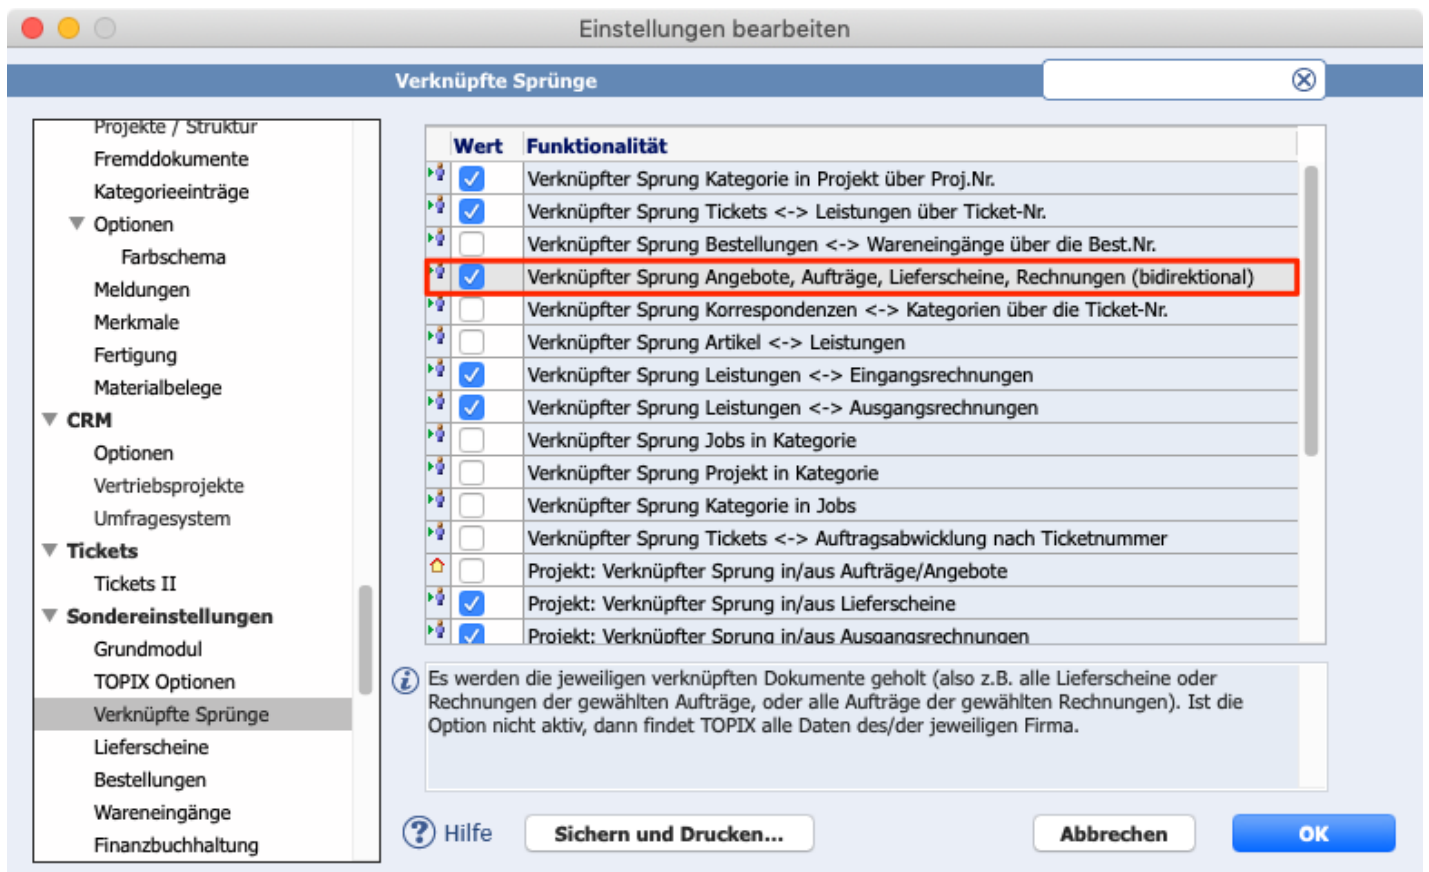 Einstellungen bearbeiten
Verknüpfte Sprünge
Projekte / Struktur
Fremddokumente
Kategorieeinträge
Optionen
Farbschema
Meldungen
Merkmale
Fertigung
Materialbelege
CRM
Optionen
Vertriebsprojekte
Umfragesystem
Tickets
Tickets II
Sondereinstellungen
Grundmodul
TOPIX Optionen
Verknüpfte Sprünge
Lieferscheine
Bestellungen
Wareneingänge
Finanzbuchhaltung
Wert Funktionalität
Verknüpfter Sprung Kategorie in Projekt über Proj.Nr.
Verknüpfter Sprung Tickets <-> Leistungen über Ticket-Nr.
Verknüpfter Sprung Bestellungen <-> Wareneingänge über die Best.Nr.
Verknüpfter Sprung Angebote, Aufträge, Lieferscheine, Rechnungen (bidirektional)
Verknüpfter Sprung Korrespondenzen <-> Kategorien über die Ticket-Nr.
Verknüpfter Sprung Artikel <-> Leistungen
Verknüpfter Sprung Leistungen <-> Eingangsrechnungen
Verknüpfter Sprung Leistungen <-> Ausgangsrechnungen
Verknüpfter Sprung Jobs in Kategorie
Verknüpfter Sprung Projekt in Kategorie
Verknüpfter Sprung Kategorie in Jobs
Verknüpfter Sprung Tickets <-> Auftragsabwicklung nach Ticketnummer
Projekt: Verknüpfter Sprung in/aus Aufträge/Angebote
Projekt: Verknüpfter Sprung in/aus Lieferscheine
Projekt: Verknüpfter Sprung in/aus Ausgangsrechnungen
Es werden die jeweiligen verknüpften Dokumente geholt (also z.B. alle Lieferscheine oder
Rechnungen der gewählten Aufträge, oder alle Aufträge der gewählten Rechnungen). Ist die
Option nicht aktiv, dann findet TOPIX alle Daten des/der jeweiligen Firma.
? Hilfe
Sichern und Drucken...
Abbrechen
OK